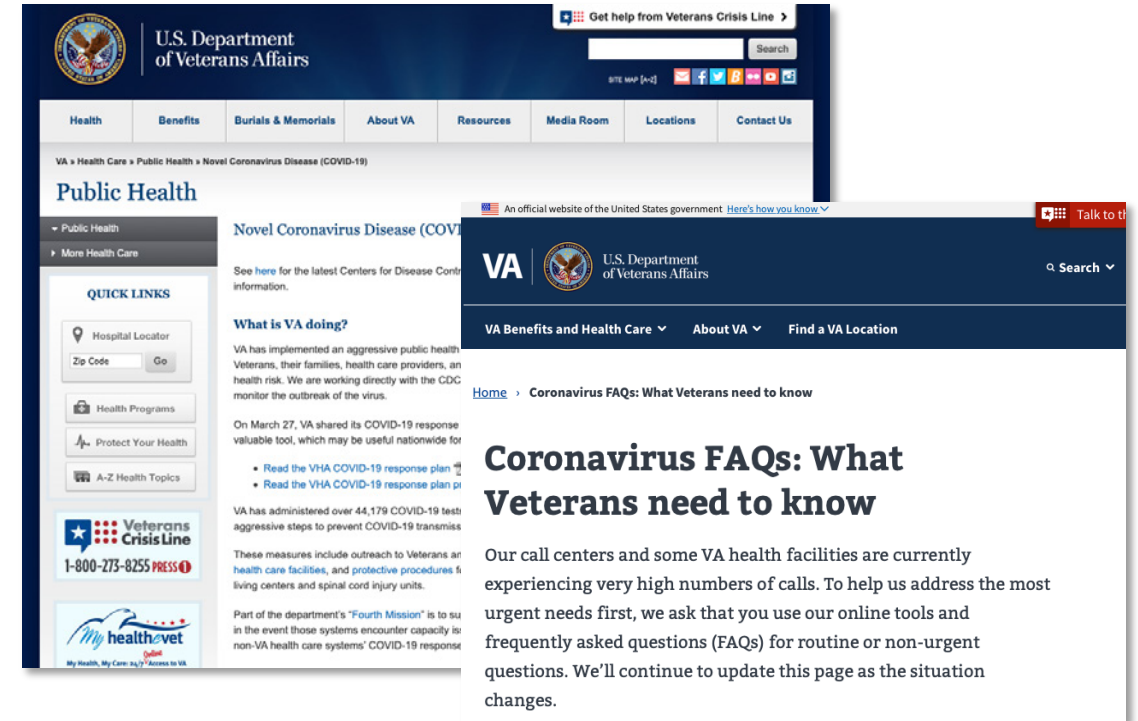 Get help from Veterans Crisis Line
U.S. Department
of Veterans Affairs
Search
SITE MAP [A-Z]
Health
Benefits
Burials & Memorials
About VA
Resources
Media Room
Locations
Contact Us
VA » Health Care » Public Health » Novel Coronavirus Disease (COVID-19)
Public Health
Public Health
More Health Care
QUICK LINKS
Hospital Locator
Zip Code
Go
Health Programs
Protect Your Health
A-Z Health Topics
Veterans
Crisis Line
1-800-273-8255 PRESS 1
My healthevet
My Health, My Care: 24/7 Online Access to VA
Novel Coronavirus Disease (COVI
See here for the latest Centers for Disease Contr
information.
What is VA doing?
VA has implemented an aggressive public health
Veterans, their families, health care providers, an
health risk. We are working directly with the CDC
monitor the outbreak of the virus.
On March 27, VA shared its COVID-19 response
valuable tool, which may be useful nationwide for
• Read the VHA COVID-19 response plan
• Read the VHA COVID-19 response plan p
VA has administered over 44,179 COVID-19 tests
aggressive steps to prevent COVID-19 transmiss
These measures include outreach to Veterans an
health care facilities, and protective procedures f
living centers and spinal cord injury units.
Part of the department's "Fourth Mission" is to su
in the event those systems encounter capacity is
non-VA health care systems' COVID-19 response
An official website of the United States government Here's how you know
Talk to th
VA
U.S. Department
of Veterans Affairs
Search
VA Benefits and Health Care
About VA
Find a VA Location
Home › Coronavirus FAQs: What Veterans need to know
Coronavirus FAQs: What
Veterans need to know
Our call centers and some VA health facilities are currently
experiencing very high numbers of calls. To help us address the most
urgent needs first, we ask that you use our online tools and
frequently asked questions (FAQs) for routine or non-urgent
questions. We'll continue to update this page as the situation
changes.